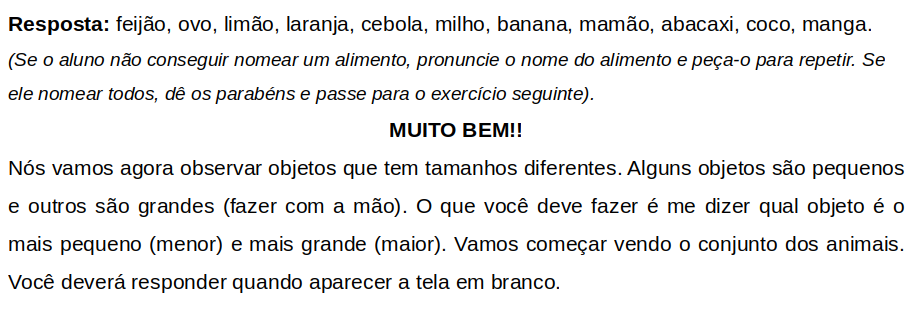 Resposta: feijão, ovo, limão, laranja, cebola, milho, banana, mamão, abacaxi, coco, manga.
(Se o aluno não conseguir nomear um alimento, pronuncie o nome do alimento e peça-o para repetir. Se
ele nomear todos, dê os parabéns e passe para o exercício seguinte).
MUITO BEM!!
Nós vamos agora observar objetos que tem tamanhos diferentes. Alguns objetos são pequenos
e outros são grandes (fazer com a mão). O que você deve fazer é me dizer qual objeto é o
mais pequeno (menor) e mais grande (maior). Vamos começar vendo o conjunto dos animais.
Você deverá responder quando aparecer a tela em branco.